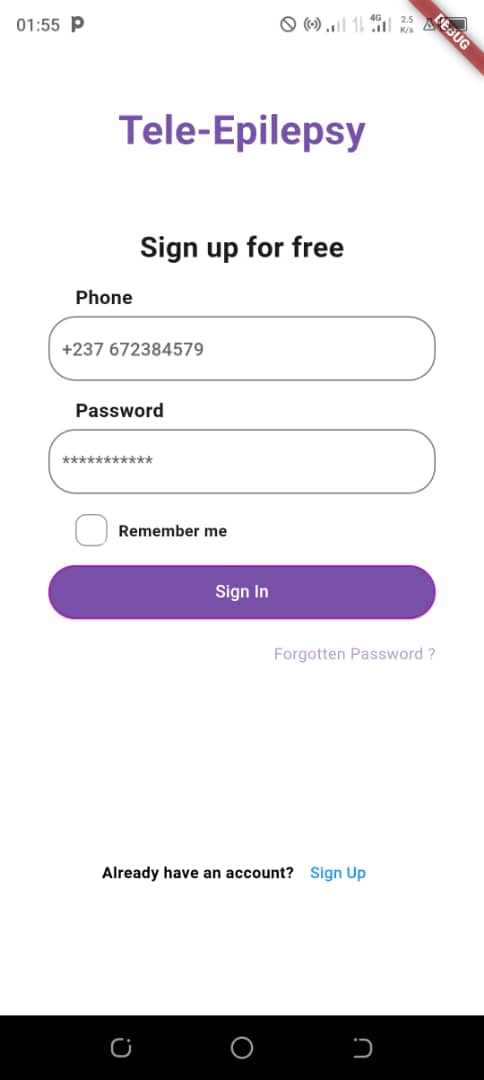 01:55 P 4G 2.5 K/s
DEBUG
Tele-Epilepsy
Sign up for free
Phone
+237 672384579
Password
***********
Remember me
Sign In
Forgotten Password ?
Already have an account? Sign Up